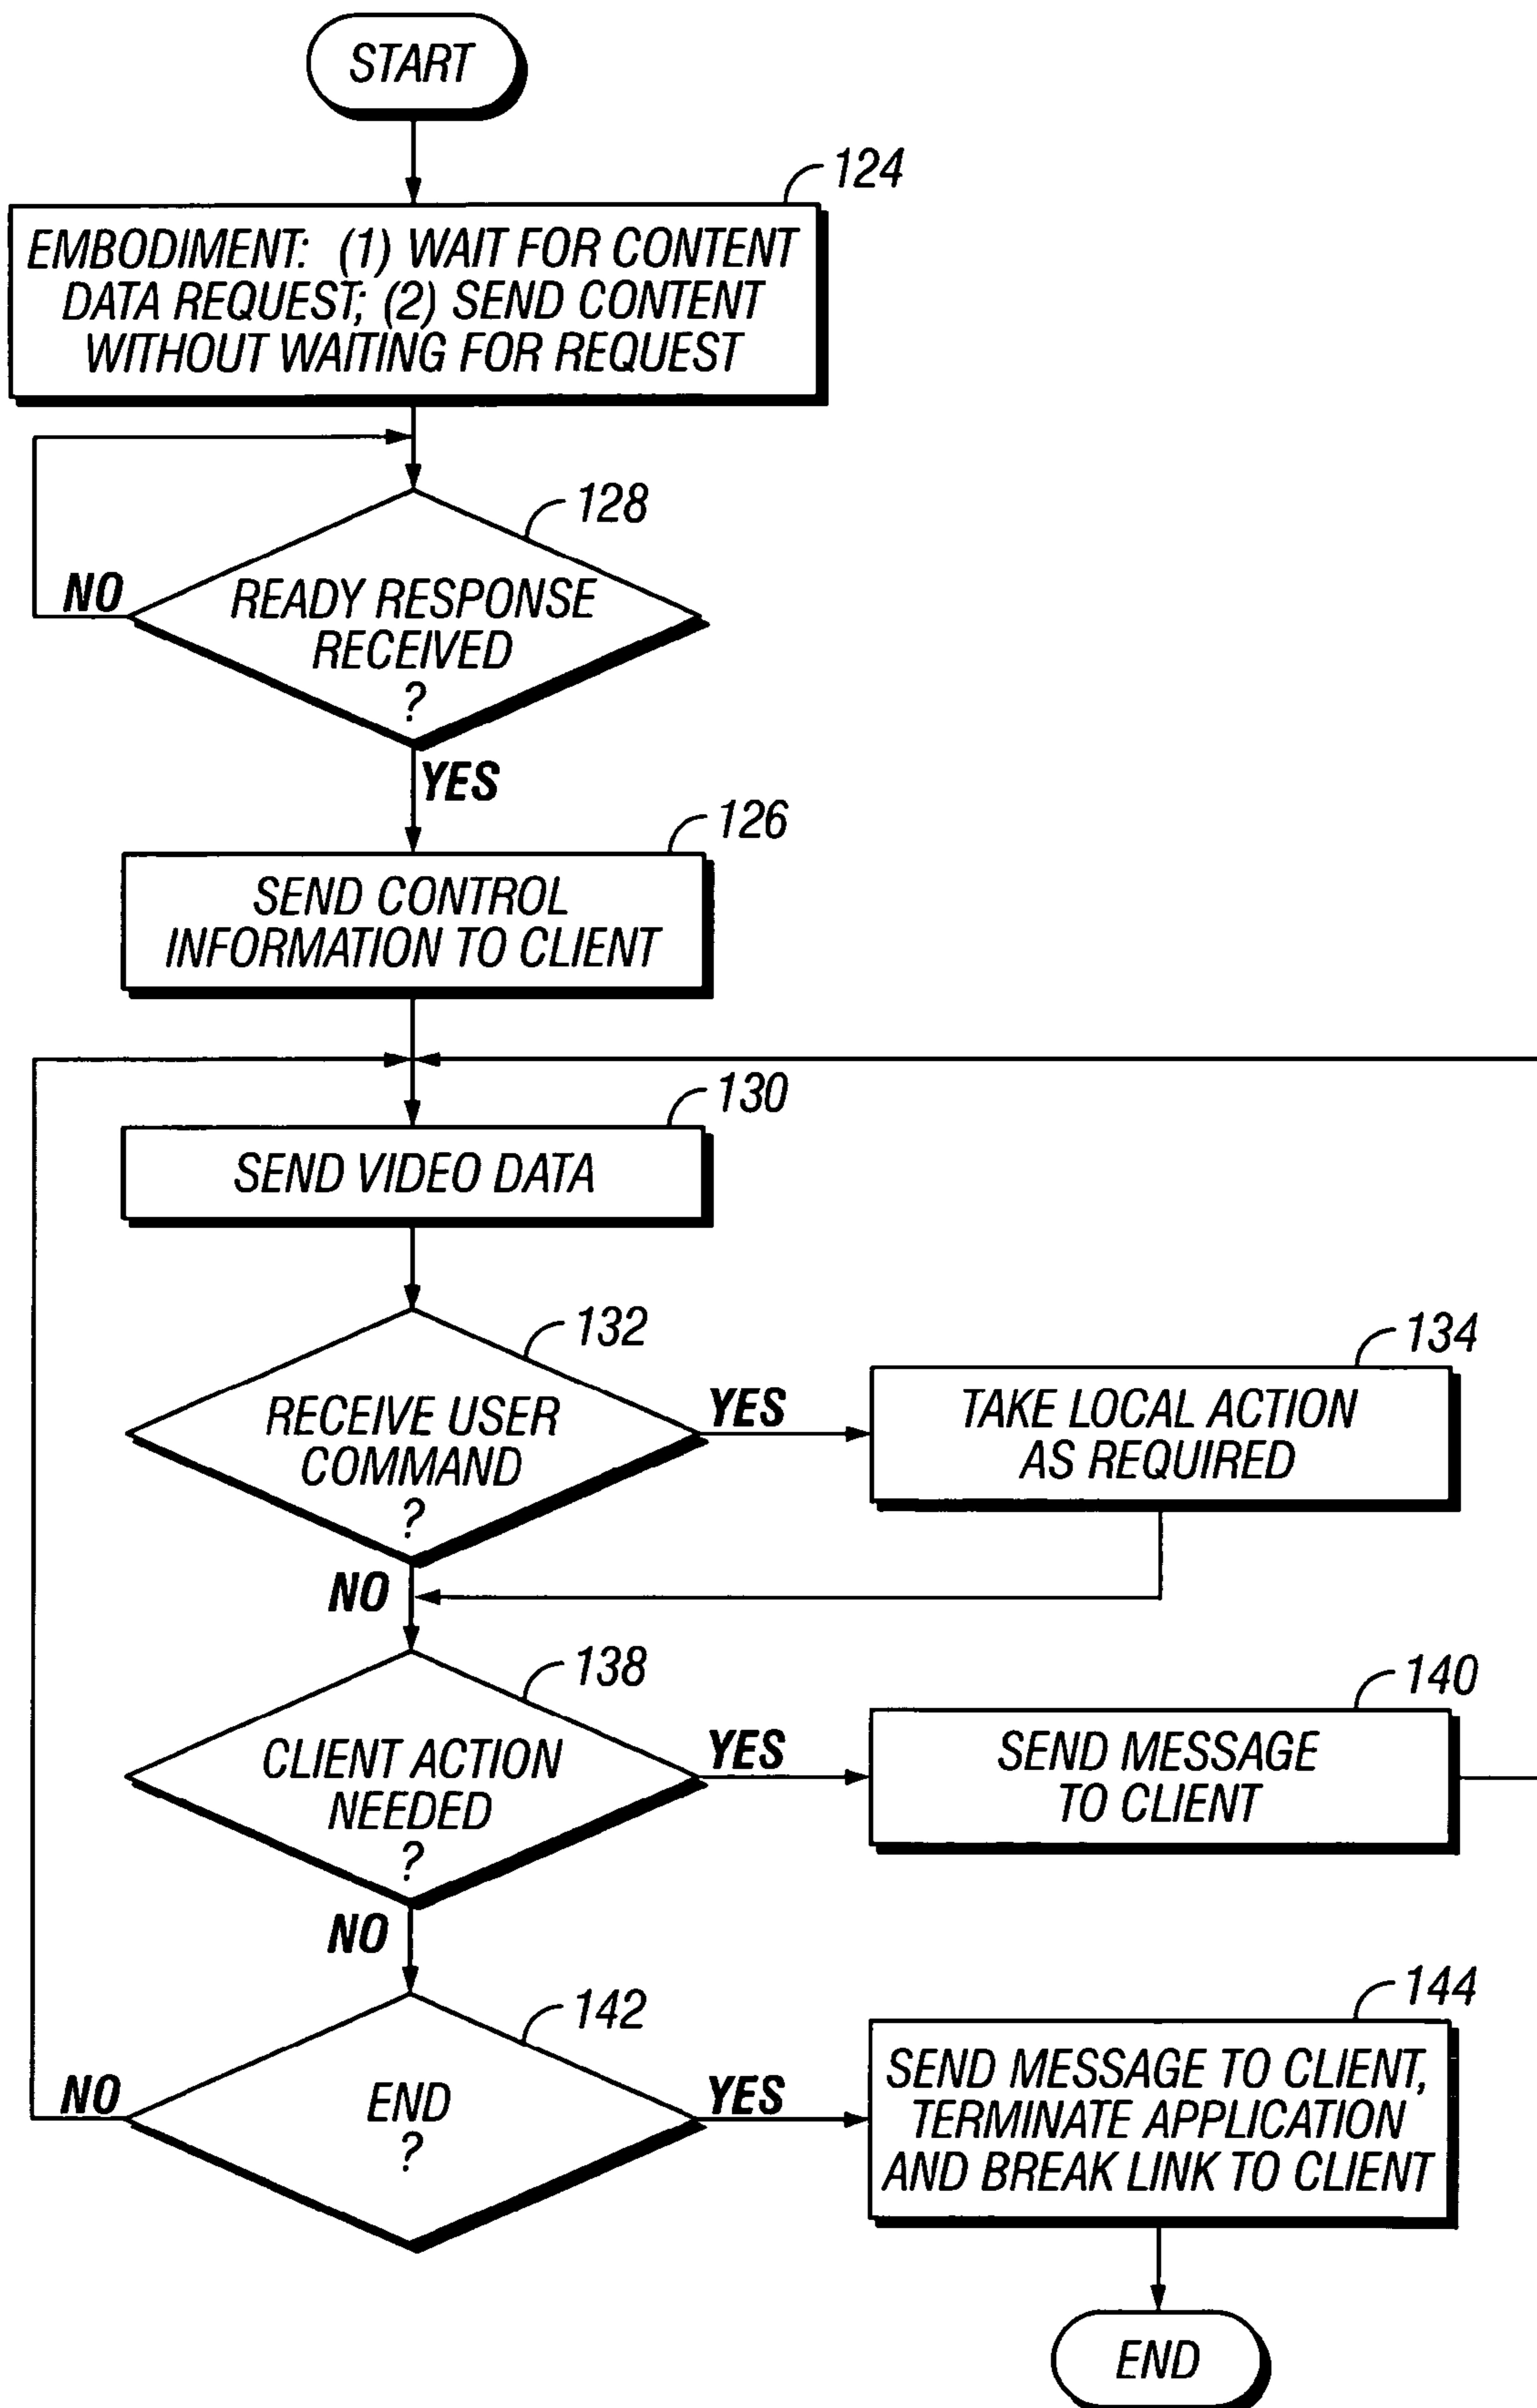 START
124
EMBODIMENT: (1) WAIT FOR CONTENT
DATA REQUEST; (2) SEND CONTENT
WITHOUT WAITING FOR REQUEST
128
NO
READY RESPONSE
RECEIVED
?
YES
126
SEND CONTROL
INFORMATION TO CLIENT
130
SEND VIDEO DATA
132
RECEIVE USER
COMMAND
?
YES
134
TAKE LOCAL ACTION
AS REQUIRED
NO
138
CLIENT ACTION
NEEDED
?
YES
140
SEND MESSAGE
TO CLIENT
NO
142
NO
END
?
YES
144
SEND MESSAGE TO CLIENT,
TERMINATE APPLICATION
AND BREAK LINK TO CLIENT
END